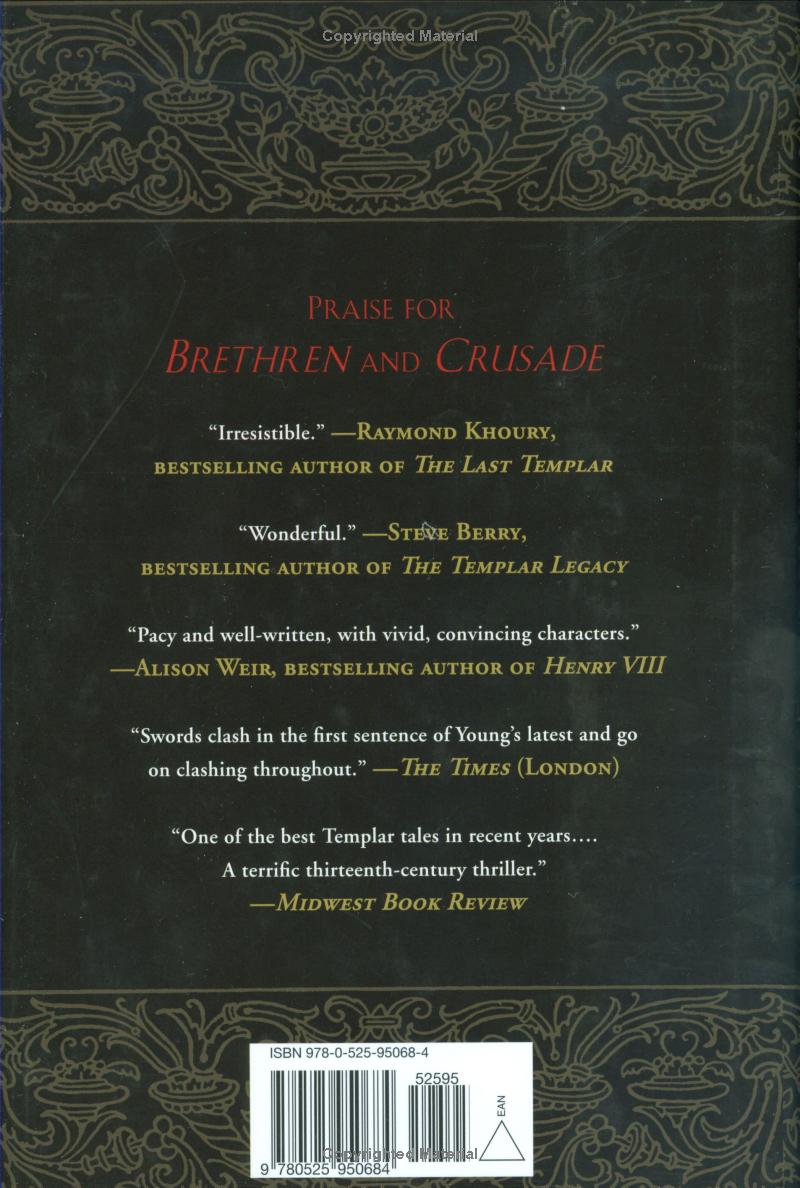 Copyrighted Material
PRAISE FOR
BRETHREN AND CRUSADE
“Irresistible.” —RAYMOND KHOURY,
BESTSELLING AUTHOR OF THE LAST TEMPLAR
“Wonderful.” —STEVE BERRY,
BESTSELLING AUTHOR OF THE TEMPLAR LEGACY
“Pacy and well-written, with vivid, convincing characters.”
—ALISON WEIR, BESTSELLING AUTHOR OF HENRY VIII
“Swords clash in the first sentence of Young’s latest and go
on clashing throughout.” —THE TIMES (LONDON)
“One of the best Templar tales in recent years....
A terrific thirteenth-century thriller.”
—MIDWEST BOOK REVIEW
ISBN 978-0-525-95068-4
52595
EAN
Copyrighted Material
9 780525 950684